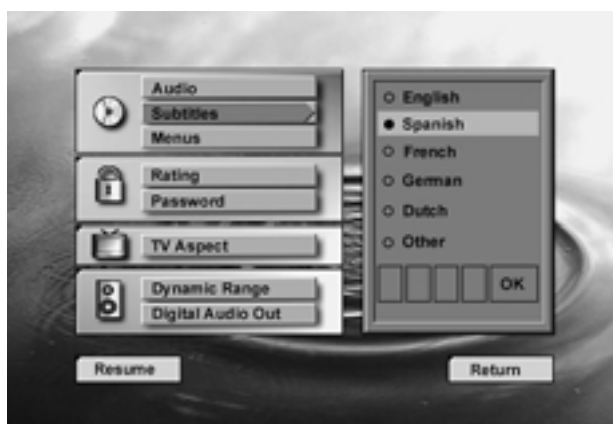 Audio
Subtitles
Menus
Rating
Password
TV Aspect
Dynamic Range
Digital Audio Out
English
Spanish
French
German
Dutch
Other
OK
Resume
Return